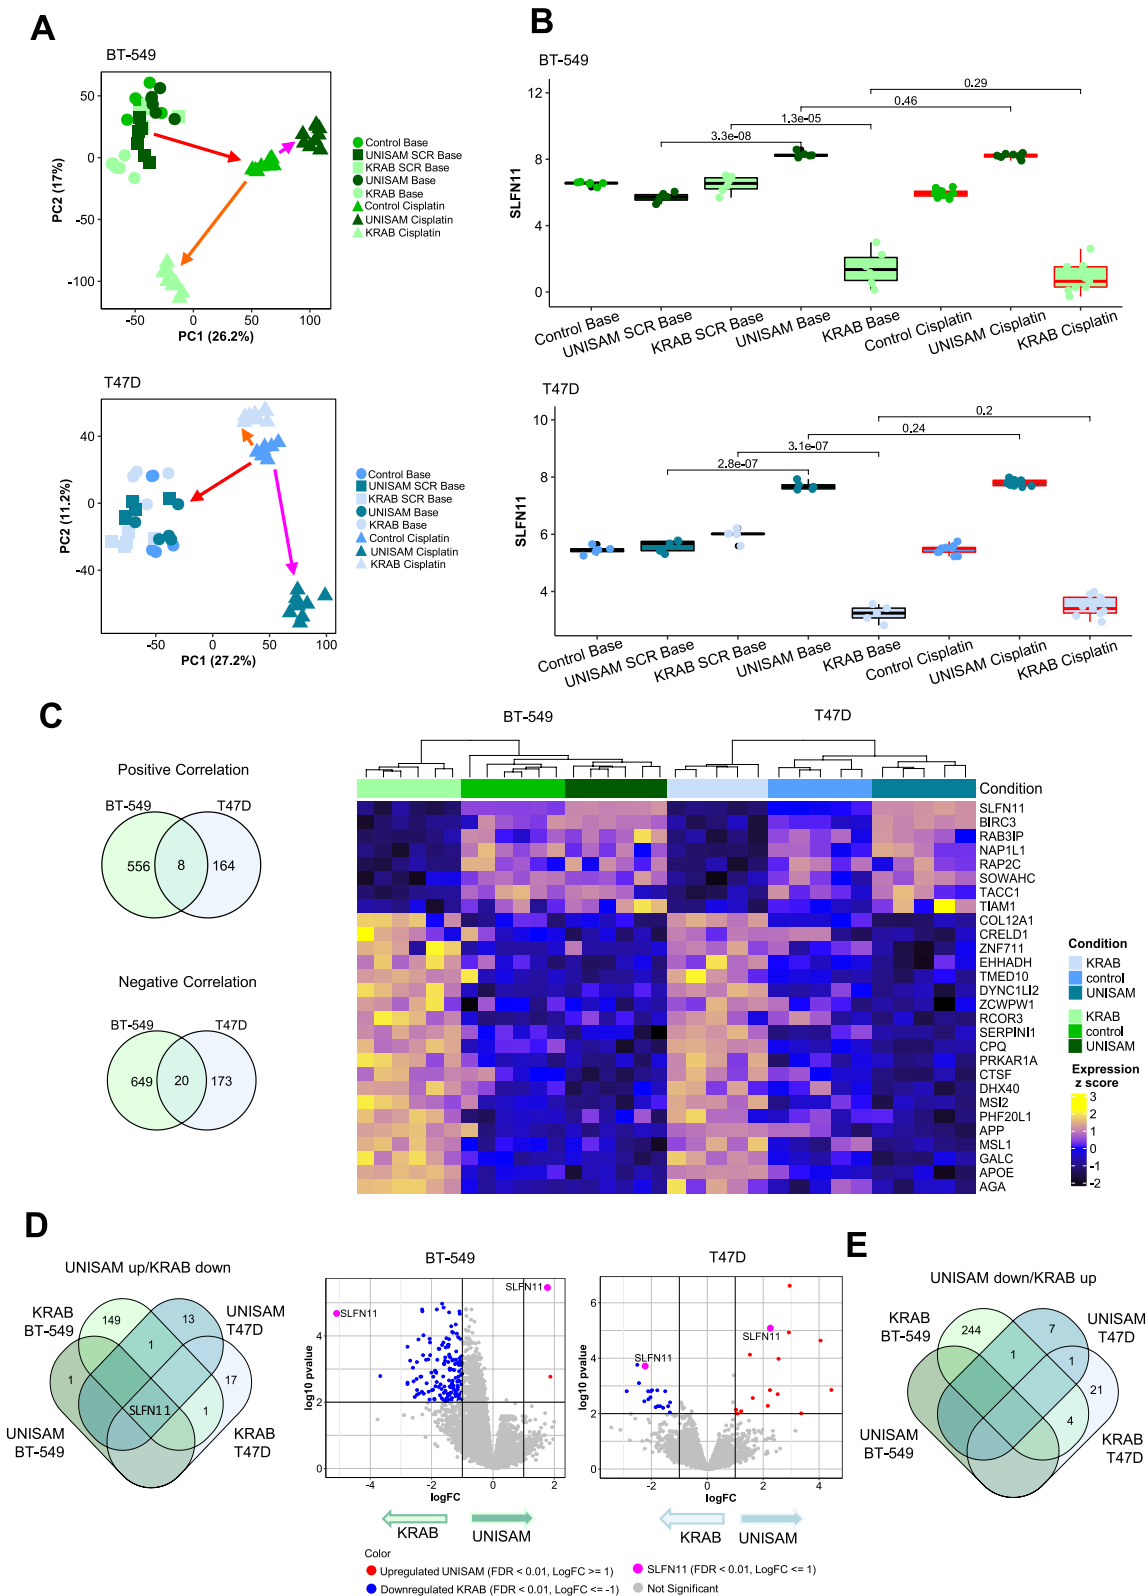 A
BT-549
50
0
-50
-100
PC2 (17%)
-50
0
50
100
PC1 (26.2%)
Control Base
UNISAM SCR Base
KRAB SCR Base
UNISAM Base
KRAB Base
Control Cisplatin
UNISAM Cisplatin
KRAB Cisplatin
T47D
40
0
-40
PC2 (11.2%)
-50
0
50
100
PC1 (27.2%)
Control Base
UNISAM SCR Base
KRAB SCR Base
UNISAM Base
KRAB Base
Control Cisplatin
UNISAM Cisplatin
KRAB Cisplatin
B
BT-549
12
8
4
0
SLFN11
0.29
0.46
1.3e-05
3.3e-08
Control Base
UNISAM SCR Base
KRAB SCR Base
UNISAM Base
KRAB Base
Control Cisplatin
UNISAM Cisplatin
KRAB Cisplatin
T47D
10
8
6
4
SLFN11
0.2
0.24
3.1e-07
2.8e-07
Control Base
UNISAM SCR Base
KRAB SCR Base
UNISAM Base
KRAB Base
Control Cisplatin
UNISAM Cisplatin
KRAB Cisplatin
C
Positive Correlation
BT-549
T47D
556
8
164
Negative Correlation
BT-549
T47D
649
20
173
BT-549
T47D
Condition
SLFN11
BIRC3
RAB3IP
NAP1L1
RAP2C
SOWAHC
TACC1
TIAM1
COL12A1
CRELD1
ZNF711
EHHADH
TMED10
DYNC1LI2
ZCWPW1
RCOR3
SERPINI1
CPQ
PRKAR1A
CTSF
DHX40
MSI2
PHF20L1
APP
MSL1
GALC
APOE
AGA
Condition
KRAB
control
UNISAM
KRAB
control
UNISAM
Expression
z score
3
2
1
0
-1
-2
D
UNISAM up/KRAB down
KRAB
BT-549
UNISAM
T47D
149
13
1
1
17
SLFN11
1
UNISAM
BT-549
KRAB
T47D
BT-549
SLFN11
SLFN11
4
2
0
log10 pvalue
-4
-2
0
2
logFC
KRAB
UNISAM
T47D
SLFN11
SLFN11
6
4
2
0
log10 pvalue
-2
0
2
4
logFC
KRAB
UNISAM
Color
Upregulated UNISAM (FDR < 0.01, LogFC >= 1)
SLFN11 (FDR < 0.01, LogFC <= 1)
Downregulated KRAB (FDR < 0.01, LogFC <= -1)
Not Significant
E
UNISAM down/KRAB up
KRAB
BT-549
UNISAM
T47D
244
7
1
1
21
4
UNISAM
BT-549
KRAB
T47D